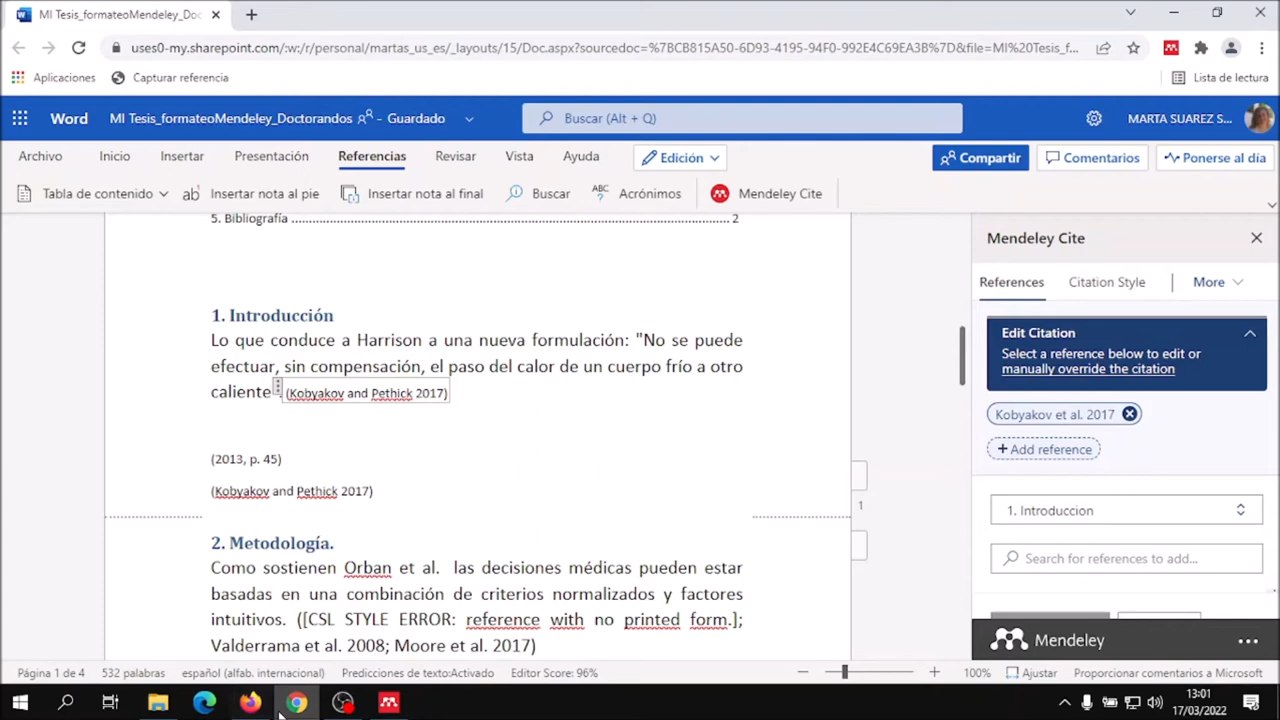 MI Tesis_formateoMendeley_Doc
uses0-my.sharepoint.com/:w:/r/personal/martas_us_es/_layouts/15/Doc.aspx?sourcedoc=%7BCB815A50-6D93-4195-94F0-992E4C69EA3B%7D&file=MI%20Tesis_f...
Aplicaciones Capturar referencia Lista de lectura
Word MI Tesis_formateoMendeley_Doctorandos - Guardado Buscar (Alt + Q) MARTA SUAREZ S...
Archivo Inicio Insertar Presentación Referencias Revisar Vista Ayuda Edición Compartir Comentarios Ponerse al día
Tabla de contenido ab Insertar nota al pie Insertar nota al final Buscar ABC ? Acrónimos Mendeley Cite
5. Bibliografía ........................................................................................................ 2
Mendeley Cite
References Citation Style More
1. Introducción
Lo que conduce a Harrison a una nueva formulación: "No se puede
efectuar, sin compensación, el paso del calor de un cuerpo frío a otro
caliente . (Kobyakov and Pethick 2017)
(2013, p. 45)
(Kobyakov and Pethick 2017)
1
2. Metodología.
Como sostienen Orban et al. las decisiones médicas pueden estar
basadas en una combinación de criterios normalizados y factores
intuitivos. ([CSL STYLE ERROR: reference with no printed form.];
Valderrama et al. 2008; Moore et al. 2017)
Edit Citation
Select a reference below to edit or
manually override the citation
Kobyakov et al. 2017
+ Add reference
1. Introduccion
Search for references to add...
Mendeley
Página 1 de 4 532 palabras español (alfab. internacional) Predicciones de texto:Activado Editor Score: 96% 100% Ajustar Proporcionar comentarios a Microsoft
13:01
17/03/2022